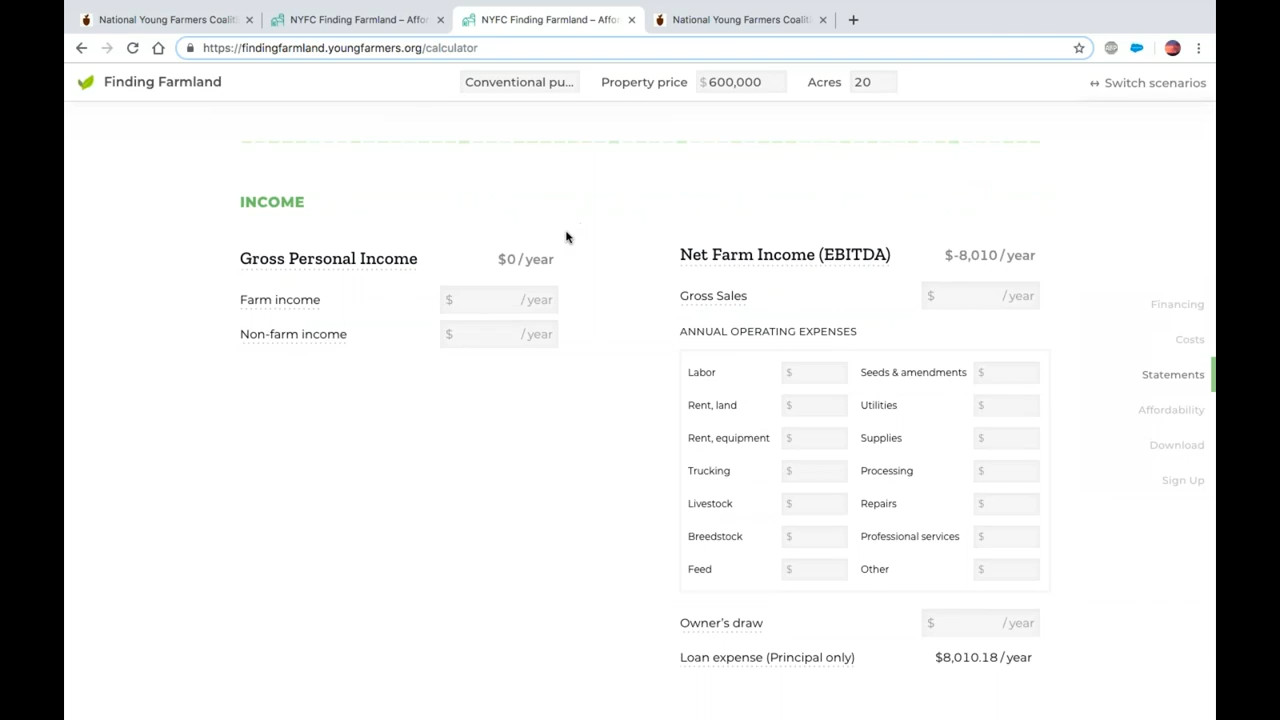 National Young Farmers Coaliti
NYFC Finding Farmland – Affor
NYFC Finding Farmland – Affor
National Young Farmers Coaliti
https://findingfarmland.youngfarmers.org/calculator
ABP
Finding Farmland
Conventional pu...
Property price
$ 600,000
Acres
20
Switch scenarios
INCOME
Gross Personal Income
$0 / year
Farm income
$ / year
Non-farm income
$ / year
Net Farm Income (EBITDA)
$-8,010 / year
Gross Sales
$ / year
ANNUAL OPERATING EXPENSES
Labor $
Seeds & amendments $
Rent, land $
Utilities $
Rent, equipment $
Supplies $
Trucking $
Processing $
Livestock $
Repairs $
Breedstock $
Professional services $
Feed $
Other $
Owner's draw
$ / year
Loan expense (Principal only)
$8,010.18 / year
Financing
Costs
Statements
Affordability
Download
Sign Up